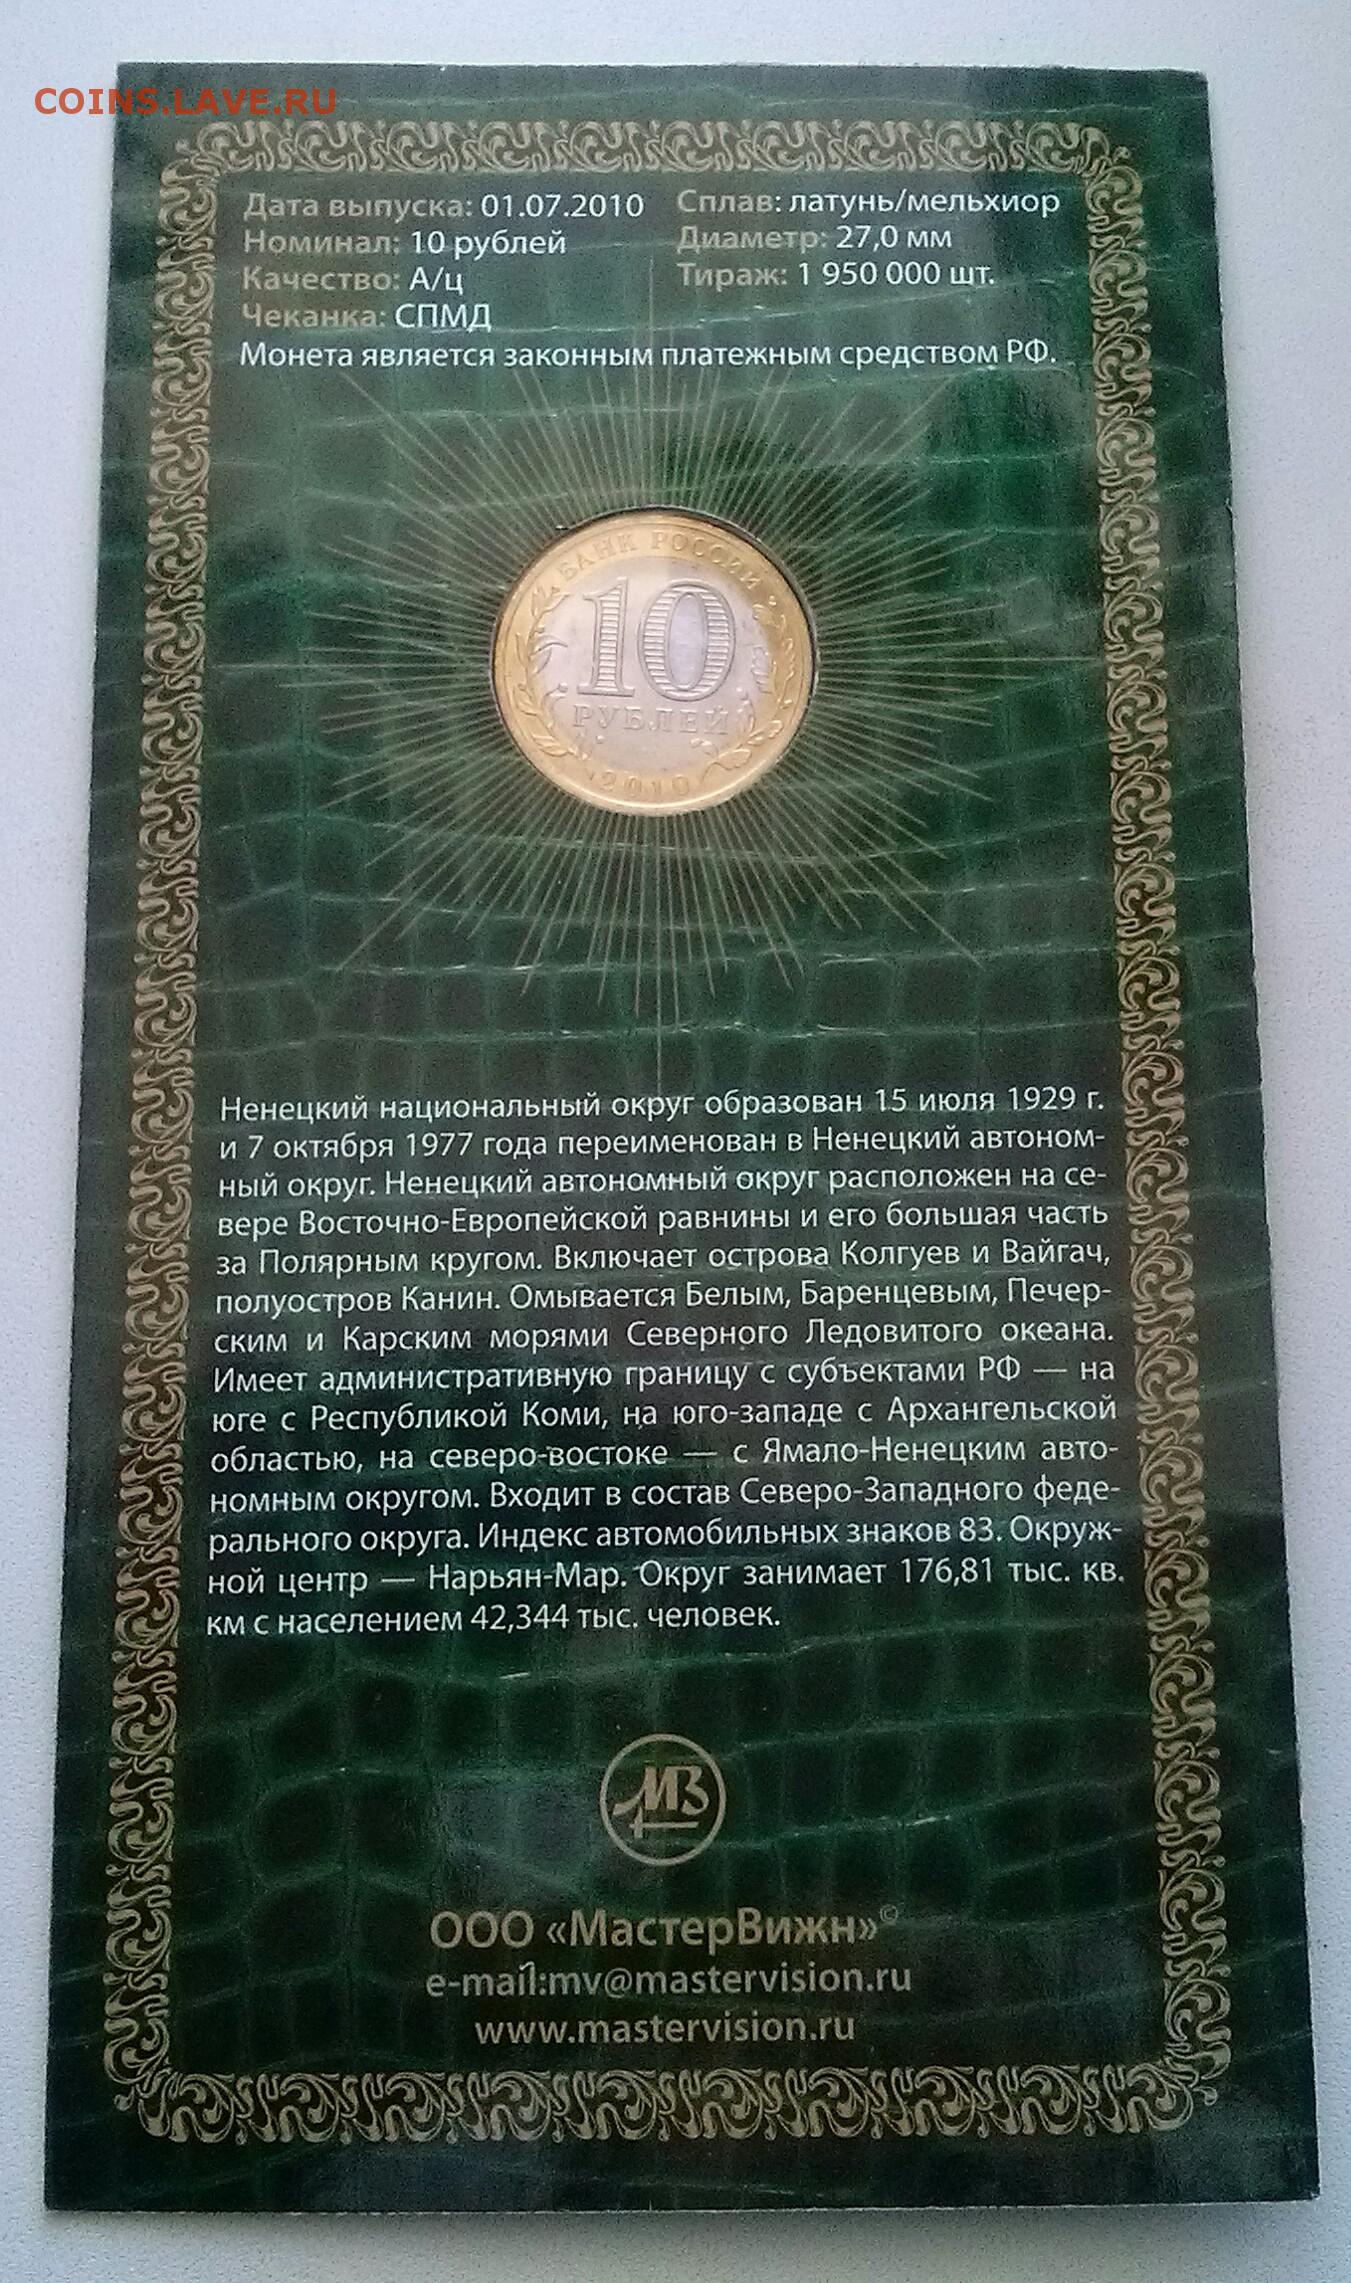 COINS.LAVE.RU
Дата выпуска: 01.07.2010
Номинал: 10 рублей
Качество: А/ц
Чеканка: СПМД
Сплав: латунь/мельхиор
Диаметр: 27,0 мм
Тираж: 1 950 000 шт.
Монета является законным платежным средством РФ.
БАНК РОССИИ
10
РУБЛЕЙ
2010
Ненецкий национальный округ образован 15 июля 1929 г.
и 7 октября 1977 года переименован в Ненецкий автоном-
ный округ. Ненецкий автономный округ расположен на се-
вере Восточно-Европейской равнины и его большая часть
за Полярным кругом. Включает острова Колгуев и Вайгач,
полуостров Канин. Омывается Белым, Баренцевым, Печер-
ским и Карским морями Северного Ледовитого океана.
Имеет административную границу с субъектами РФ — на
юге с Республикой Коми, на юго-западе с Архангельской
областью, на северо-востоке — с Ямало-Ненецким авто-
номным округом. Входит в состав Северо-Западного феде-
рального округа. Индекс автомобильных знаков 83. Окруж-
ной центр — Нарьян-Мар. Округ занимает 176,81 тыс. кв.
км с населением 42,344 тыс. человек.
МВ
ООО «МастерВижн»©
e-mail:mv@mastervision.ru
www.mastervision.ru